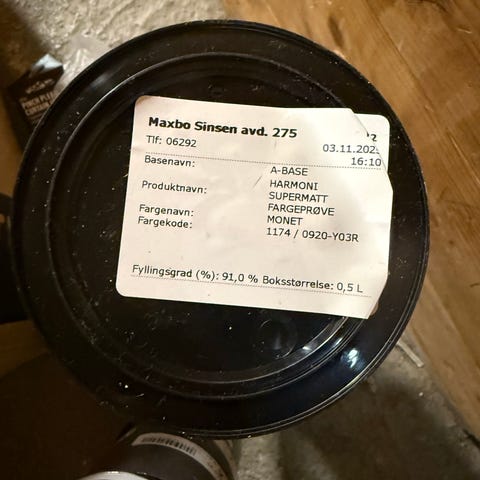 Maxbo Sinsen avd. 275
Tlf: 06292
03.11.202
16:10
Basenavn: A-BASE
Produktnavn: HARMONI
SUPERMATT
FARGEPRØVE
Fargenavn: MONET
Fargekode: 1174 / 0920-Y03R
Fyllingsgrad (%): 91,0 % Boksstørrelse: 0,5 L